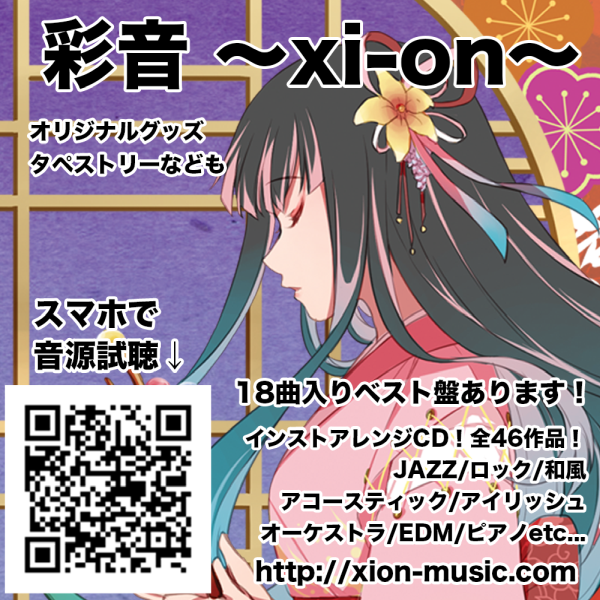 彩音 ～xi-on～
オリジナルグッズ
タペストリーなども
スマホで
音源試聴↓
18曲入りベスト盤あります！
インストアレンジCD！全46作品！
JAZZ/ロック/和風
アコースティック/アイリッシュ
オーケストラ/EDM/ピアノetc...
http://xion-music.com